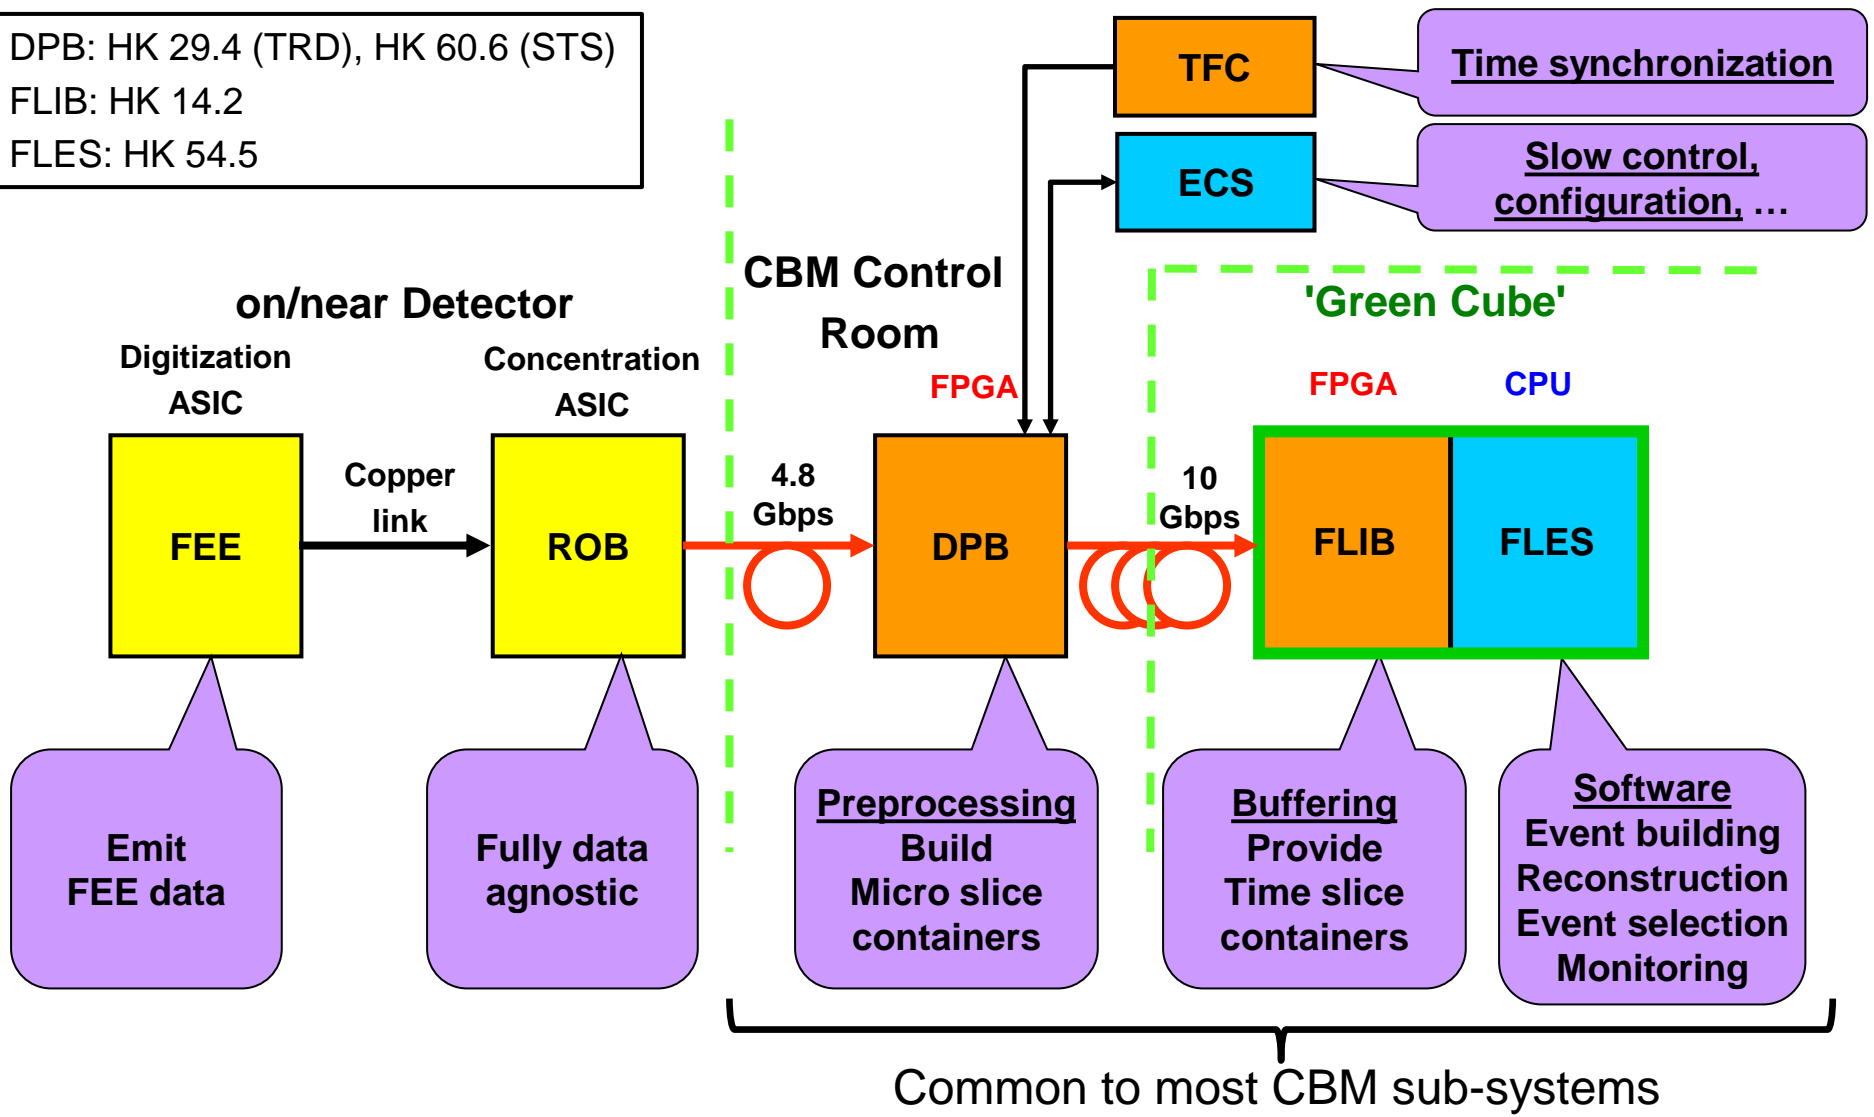 DPB: HK 29.4 (TRD), HK 60.6 (STS)
FLIB: HK 14.2
FLES: HK 54.5
TFC
Time synchronization
ECS
Slow control,
configuration, …
CBM Control
Room
on/near Detector
'Green Cube'
Digitization
ASIC
Concentration
ASIC
FPGA
FPGA
CPU
FEE
Copper
link
ROB
4.8
Gbps
DPB
10
Gbps
FLIB
FLES
Emit
FEE data
Fully data
agnostic
Preprocessing
Build
Micro slice
containers
Buffering
Provide
Time slice
containers
Software
Event building
Reconstruction
Event selection
Monitoring
Common to most CBM sub-systems